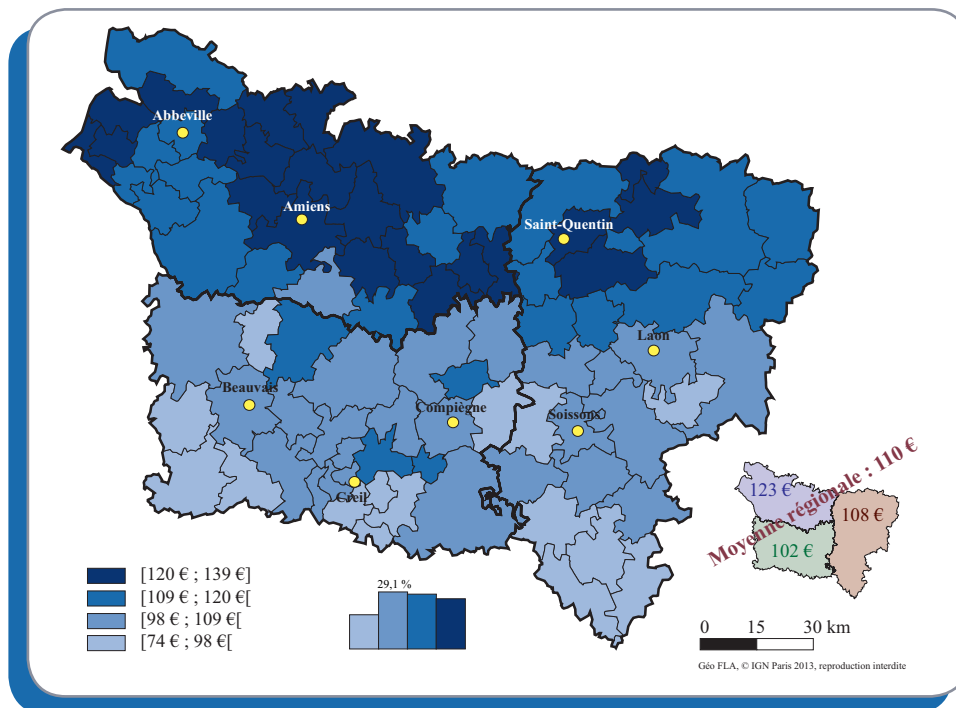 Abbeville
Amiens
Saint-Quentin
Laon
Beauvais
Compiègne
Soissons
Creil
Moyenne régionale : 110 €
123 €
108 €
102 €
[120 € ; 139 €]
[109 € ; 120 €[
[98 € ; 109 €[
[74 € ; 98 €[
29,1 %
0 15 30 km
Géo FLA, © IGN Paris 2013, reproduction interdite